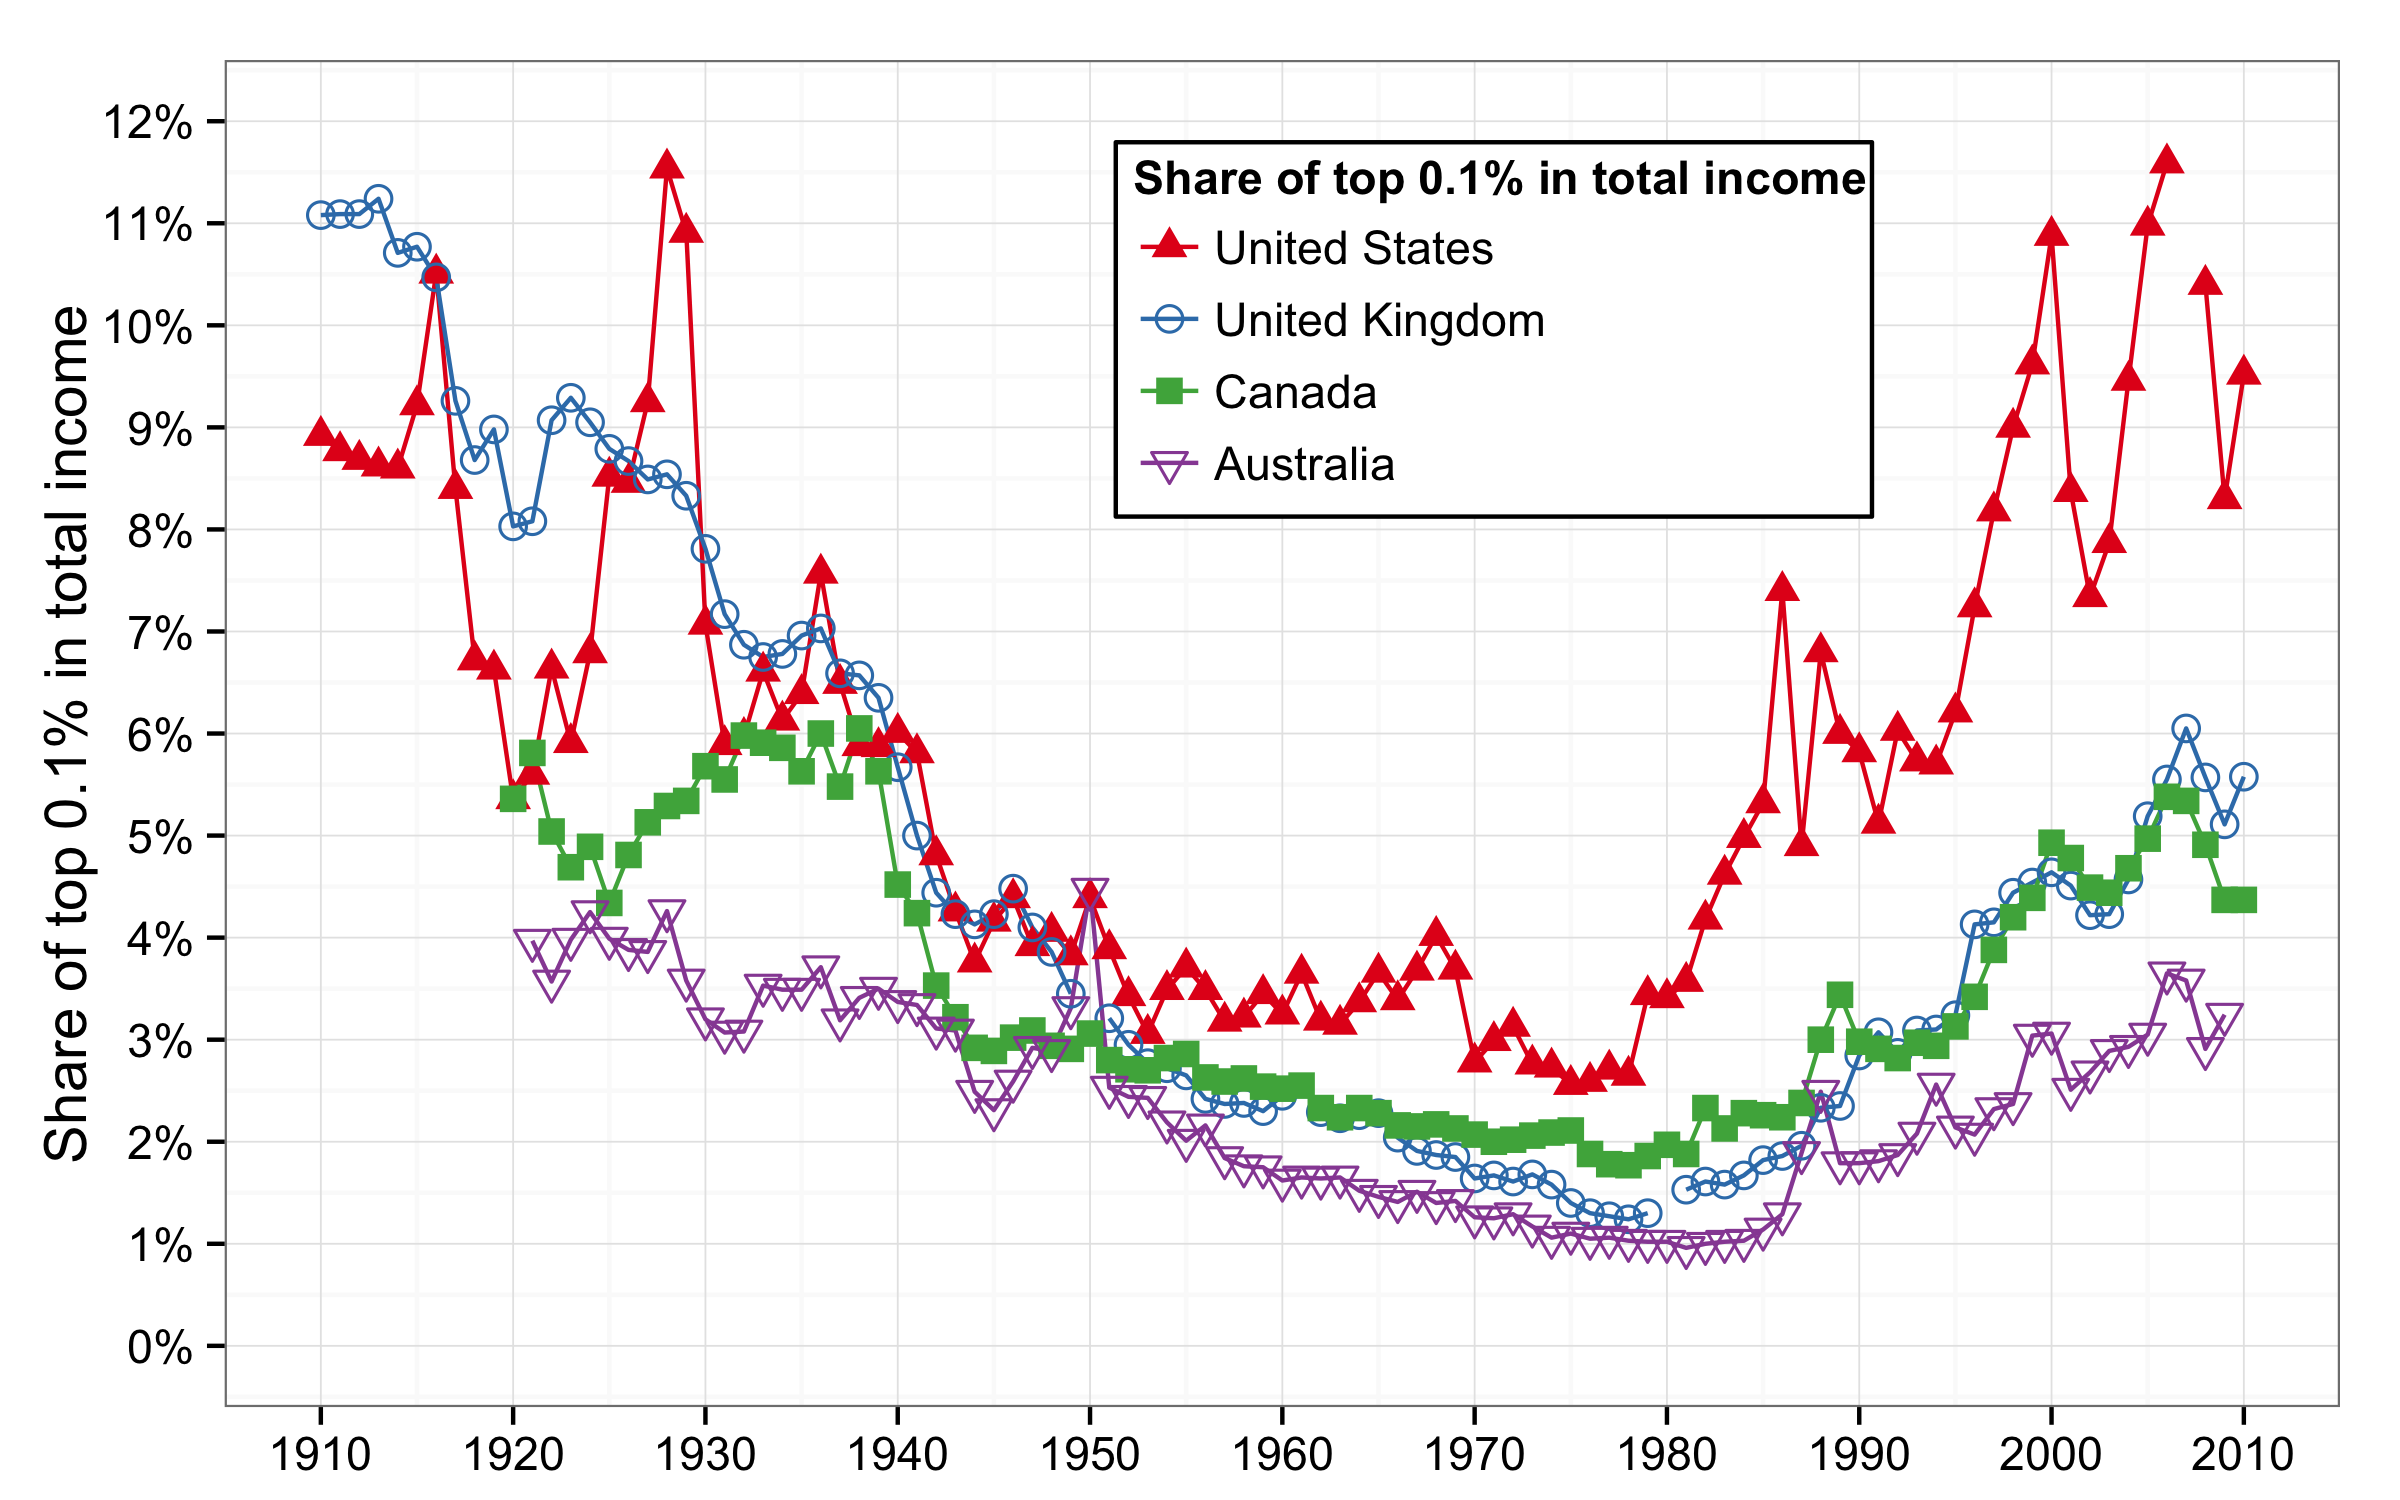 Share of top 0.1% in total income
12%
11%
10%
9%
8%
7%
6%
5%
4%
3%
2%
1%
0%
Share of top 0.1% in total income
United States
United Kingdom
Canada
Australia
1910 1920 1930 1940 1950 1960 1970 1980 1990 2000 2010